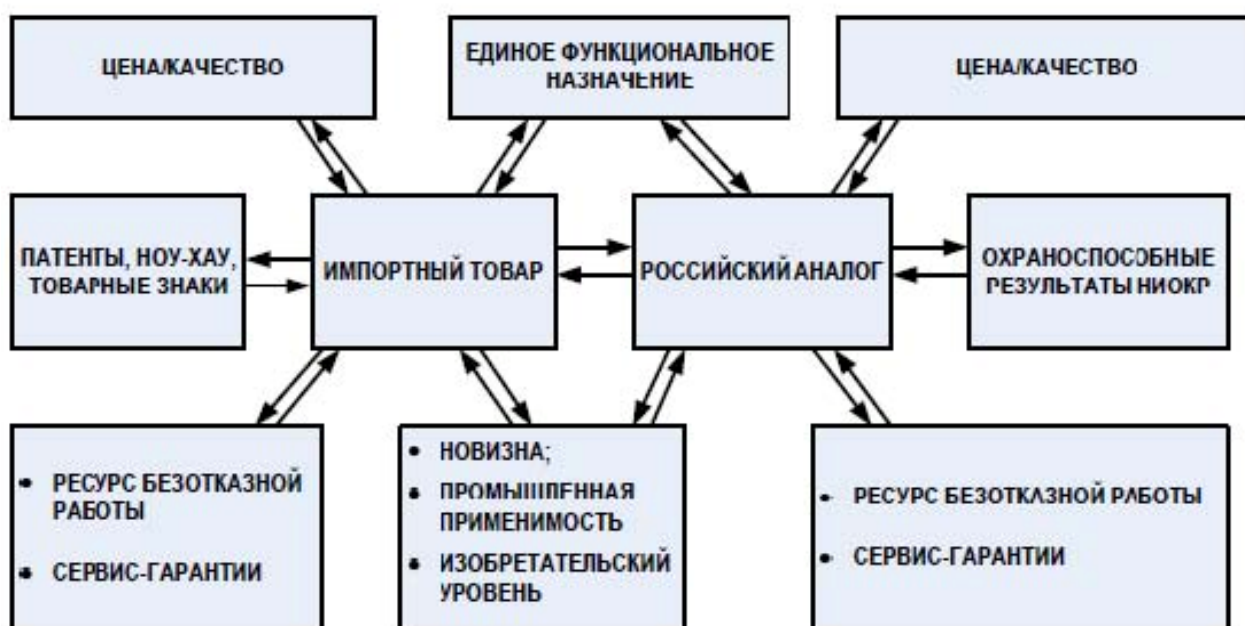 ЦЕНА/КАЧЕСТВО
ЕДИНОЕ ФУНКЦИОНАЛЬНОЕ
НАЗНАЧЕНИЕ
ЦЕНА/КАЧЕСТВО
ПАТЕНТЫ, НОУ-ХАУ,
ТОВАРНЫЕ ЗНАКИ
ИМПОРТНЫЙ ТОВАР
РОССИЙСКИЙ АНАЛОГ
ОХРАНОСПОСОБНЫЕ
РЕЗУЛЬТАТЫ НИОКР
• РЕСУРС БЕЗОТКАЗНОЙ
РАБОТЫ
• СЕРВИС-ГАРАНТИИ
• НОВИЗНА;
• ПРОМЫШЛЕННАЯ
ПРИМЕНИМОСТЬ
• ИЗОБРЕТАТЕЛЬСКИЙ
УРОВЕНЬ
• РЕСУРС БЕЗОТКАЗНОЙ РАБОТЫ
• СЕРВИС-ГАРАНТИИ